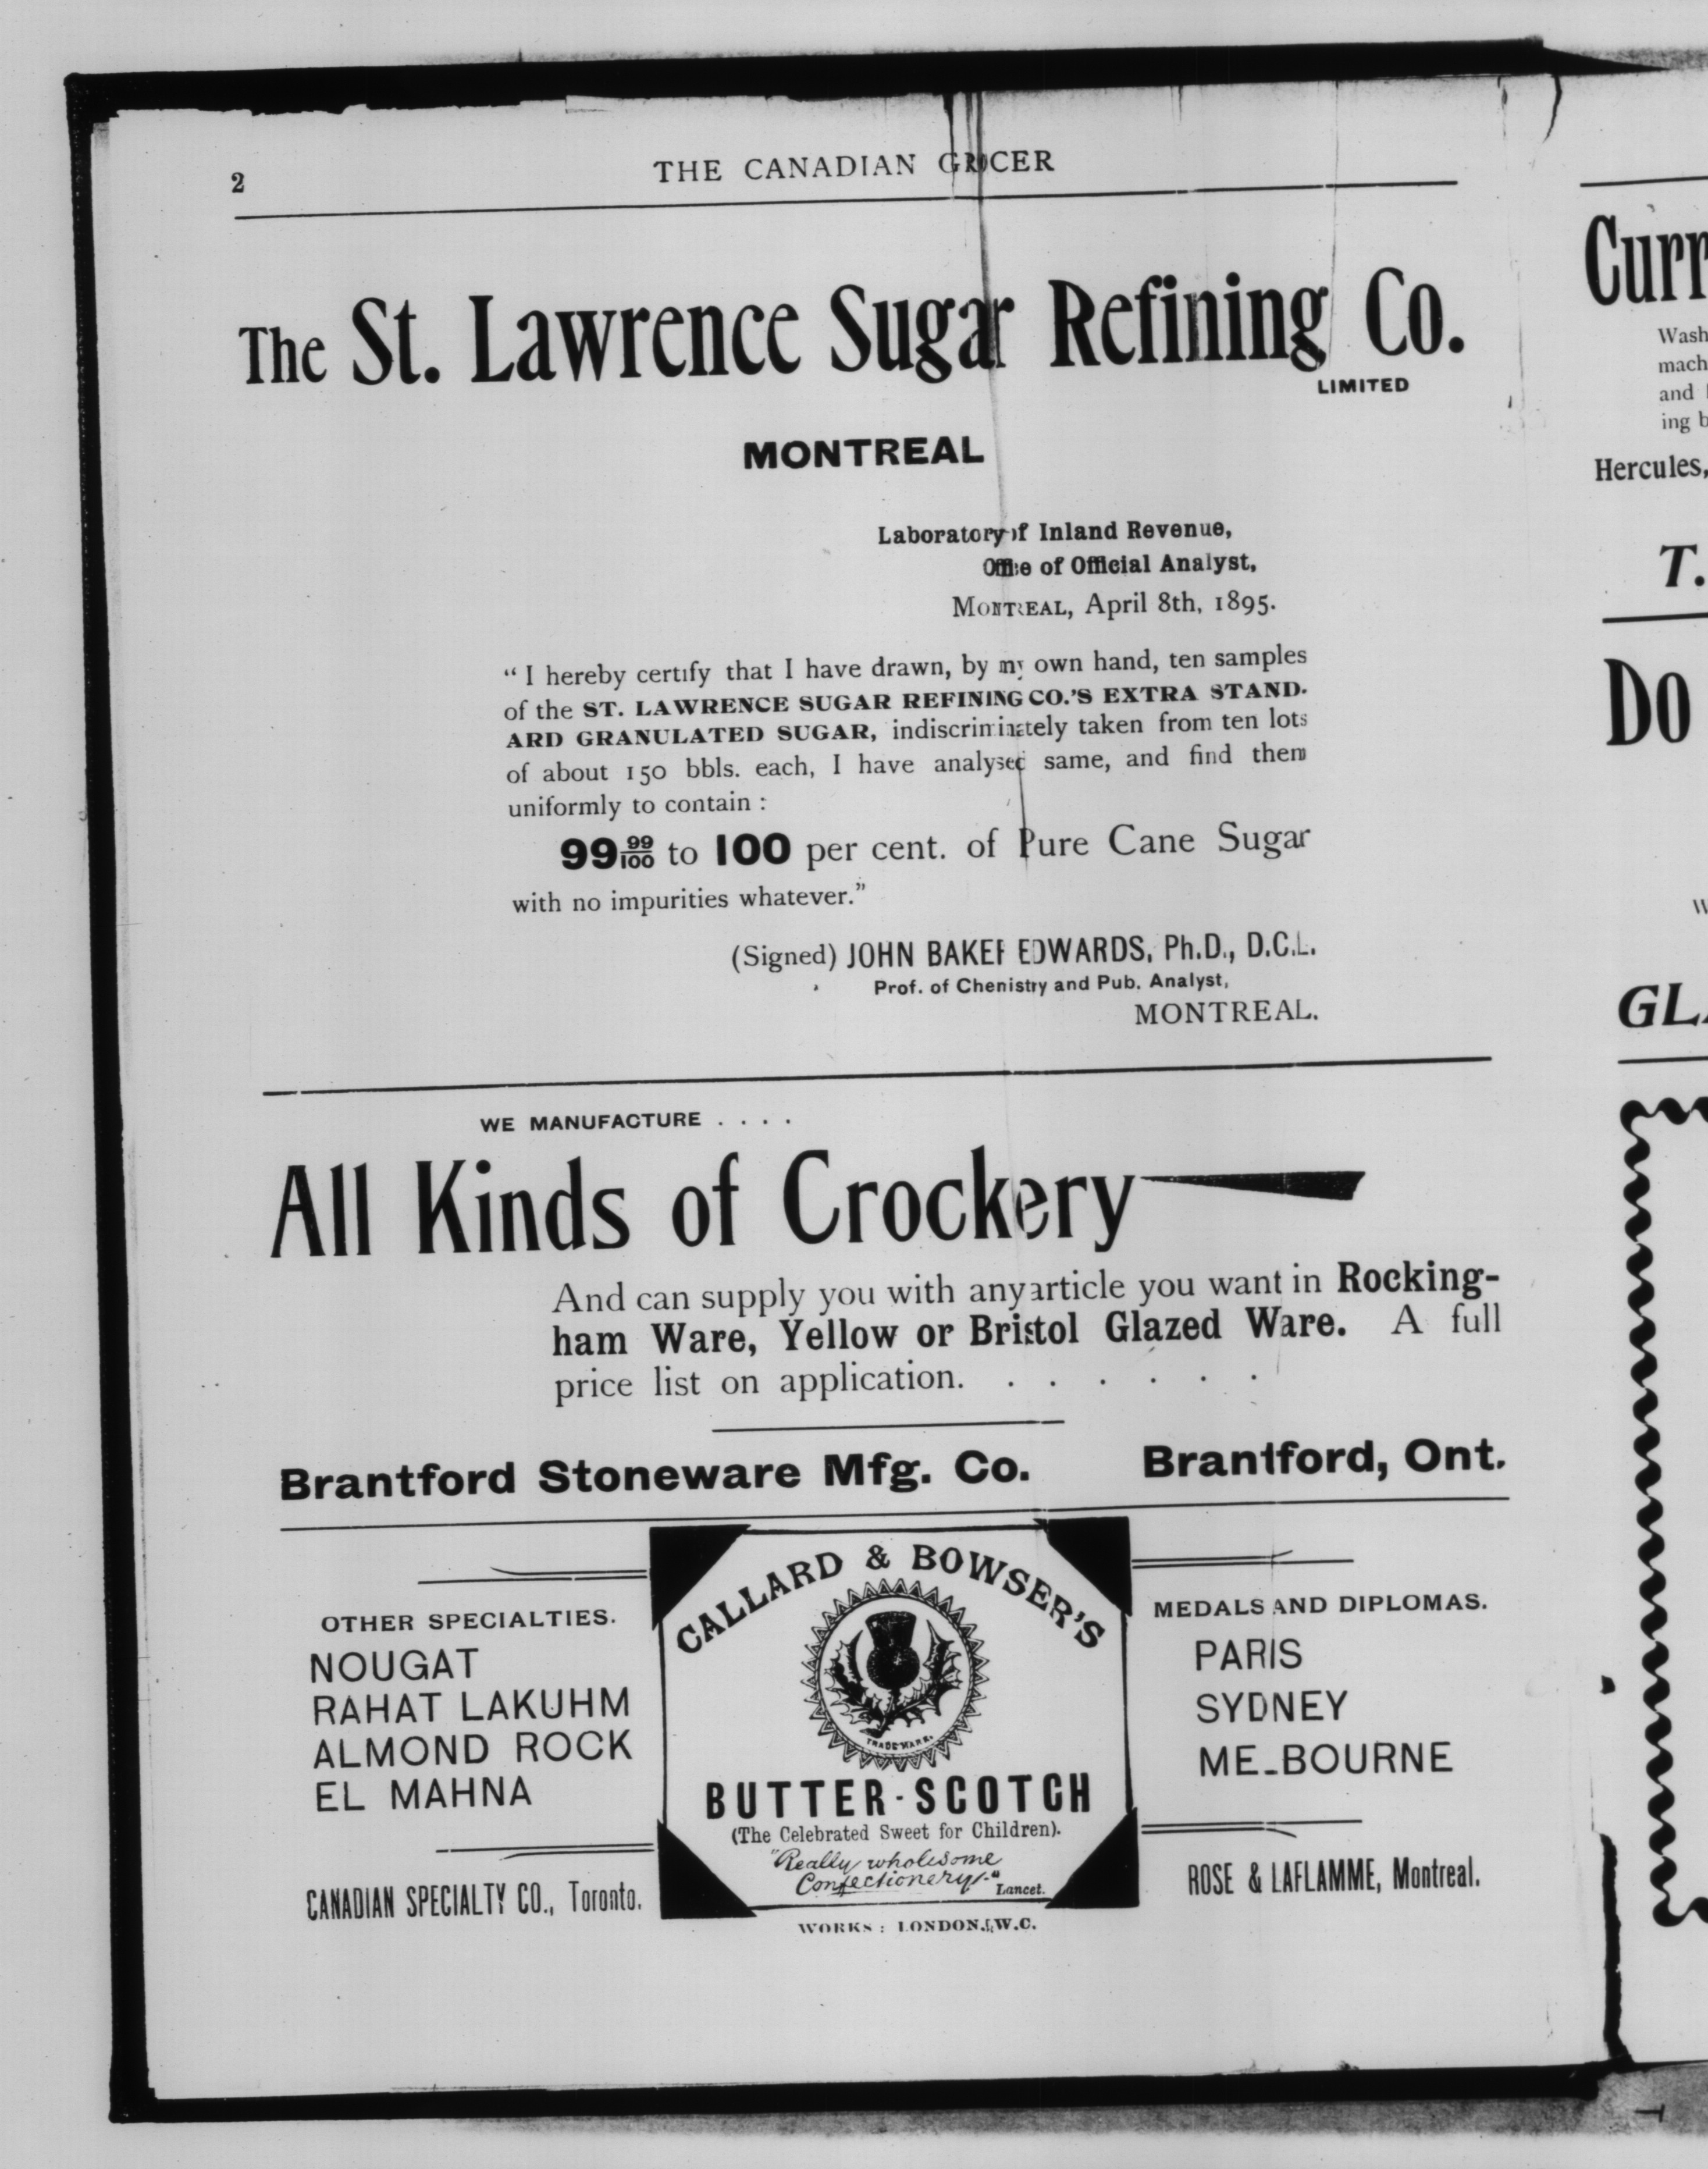 2
THE CANADIAN GROCER
The St. Lawrence Sugar Refining Co.
LIMITED
MONTREAL
Laboratory of Inland Revenue,
Office of Official Analyst,
MONTREAL, April 8th, 1895.
“I hereby certify that I have drawn, by my own hand, ten samples
of the ST. LAWRENCE SUGAR REFINING CO.'S EXTRA STAND-
ARD GRANULATED SUGAR, indiscriminately taken from ten lots
of about 150 bbls. each, I have analysed same, and find them
uniformly to contain :
99 99/100 to 100 per cent. of Pure Cane Sugar
with no impurities whatever.”
(Signed) JOHN BAKER EDWARDS, Ph.D., D.C.L.
Prof. of Chemistry and Pub. Analyst,
MONTREAL.
WE MANUFACTURE . . . .
All Kinds of Crockery
And can supply you with any article you want in Rocking-
ham Ware, Yellow or Bristol Glazed Ware. A full
price list on application. . . . . . .
Brantford Stoneware Mfg. Co. Brantford, Ont.
OTHER SPECIALTIES.
NOUGAT
RAHAT LAKUHM
ALMOND ROCK
EL MAHNA
CANADIAN SPECIALTY CO., Toronto.
CALLARD & BOWSER'S
TRADE MARK.
BUTTER-SCOTCH
(The Celebrated Sweet for Children).
"Really wholesome
Confectionery."
Lancet.
WORKS : LONDON, W.C.
MEDALS AND DIPLOMAS.
PARIS
SYDNEY
MELBOURNE
ROSE & LAFLAMME, Montreal.
Curr
Wash
mach
and
ing b
Hercules,
T.
DO
W
GLA